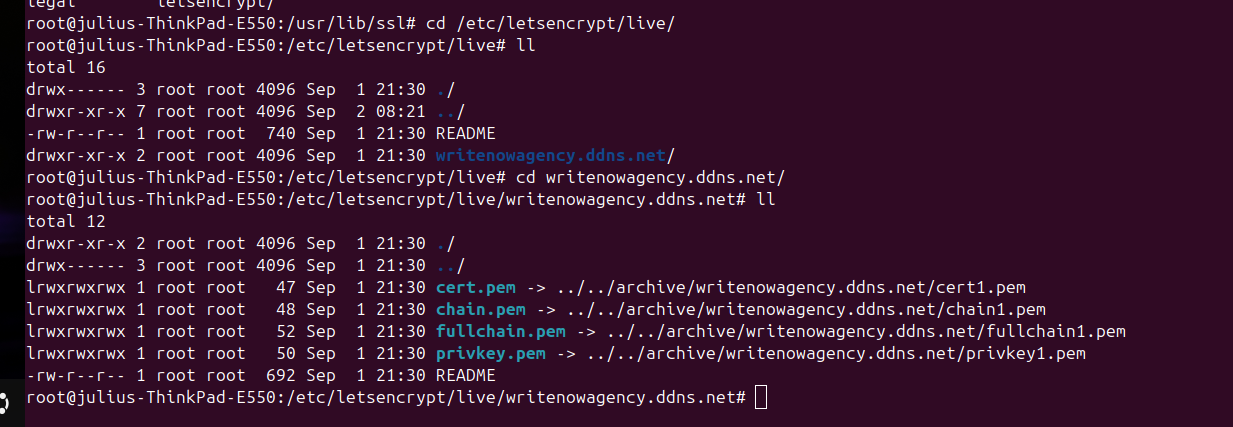 legal       letsencrypt/
root@julius-ThinkPad-E550:/usr/lib/ssl# cd /etc/letsencrypt/live/
root@julius-ThinkPad-E550:/etc/letsencrypt/live# ll
total 16
drwx------ 3 root root 4096 Sep  1 21:30 ./
drwxr-xr-x 7 root root 4096 Sep  2 08:21 ../
-rw-r--r-- 1 root root  740 Sep  1 21:30 README
drwxr-xr-x 2 root root 4096 Sep  1 21:30 writenowagency.ddns.net/
root@julius-ThinkPad-E550:/etc/letsencrypt/live# cd writenowagency.ddns.net/
root@julius-ThinkPad-E550:/etc/letsencrypt/live/writenowagency.ddns.net# ll
total 12
drwxr-xr-x 2 root root 4096 Sep  1 21:30 ./
drwx------ 3 root root 4096 Sep  1 21:30 ../
lrwxrwxrwx 1 root root   47 Sep  1 21:30 cert.pem -> ../../archive/writenowagency.ddns.net/cert1.pem
lrwxrwxrwx 1 root root   48 Sep  1 21:30 chain.pem -> ../../archive/writenowagency.ddns.net/chain1.pem
lrwxrwxrwx 1 root root   52 Sep  1 21:30 fullchain.pem -> ../../archive/writenowagency.ddns.net/fullchain1.pem
lrwxrwxrwx 1 root root   50 Sep  1 21:30 privkey.pem -> ../../archive/writenowagency.ddns.net/privkey1.pem
-rw-r--r-- 1 root root  692 Sep  1 21:30 README
root@julius-ThinkPad-E550:/etc/letsencrypt/live/writenowagency.ddns.net#